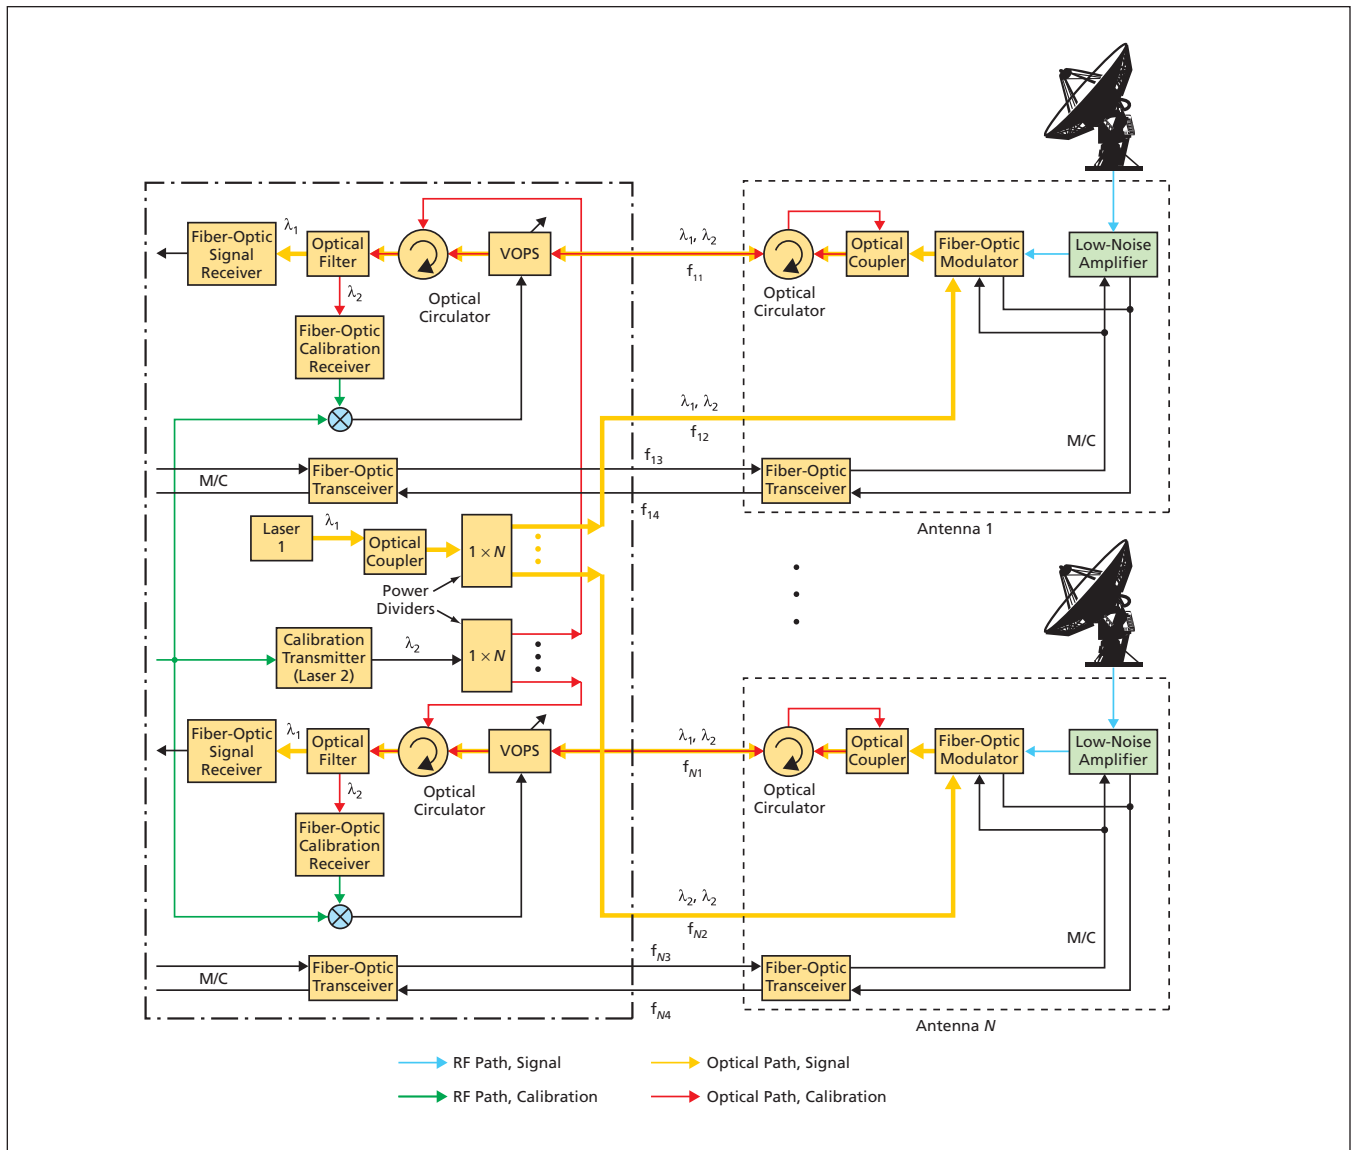 λ1
Fiber-Optic
Signal
Receiver
Optical
Filter
λ2
Optical
Circulator
VOPS
λ1, λ2
f11
Optical
Circulator
Optical
Coupler
Fiber-Optic
Modulator
Low-Noise
Amplifier
Fiber-Optic
Calibration
Receiver
λ1, λ2
f12
M/C
M/C
Fiber-Optic
Transceiver
f13
f14
Fiber-Optic
Transceiver
Antenna 1
Laser
1
λ1
Optical
Coupler
1 × N
Power
Dividers
Calibration
Transmitter
(Laser 2)
λ2
1 × N
λ1
Fiber-Optic
Signal
Receiver
Optical
Filter
λ2
Optical
Circulator
VOPS
λ1, λ2
fN1
Optical
Circulator
Optical
Coupler
Fiber-Optic
Modulator
Low-Noise
Amplifier
Fiber-Optic
Calibration
Receiver
λ2, λ2
fN2
M/C
M/C
Fiber-Optic
Transceiver
fN3
fN4
Fiber-Optic
Transceiver
Antenna N
RF Path, Signal
Optical Path, Signal
RF Path, Calibration
Optical Path, Calibration